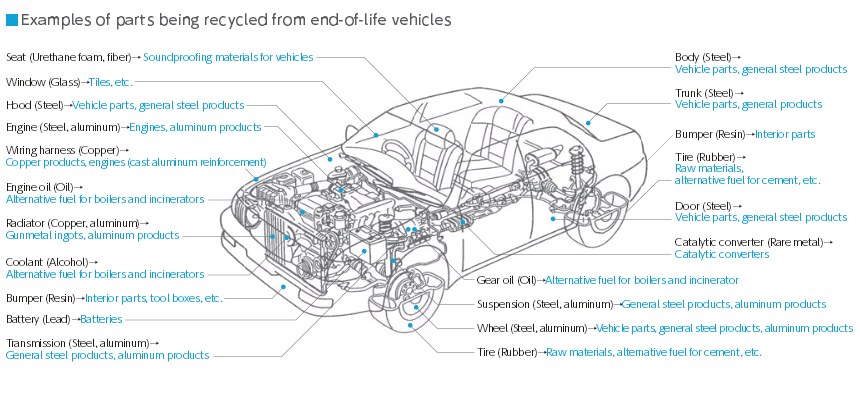 Examples of parts being recycled from end-of-life vehicles
Seat (Urethane foam, fiber)→ Soundproofing materials for vehicles
Window (Glass)→Tiles, etc.
Hood (Steel)→Vehicle parts, general steel products
Engine (Steel, aluminum)→Engines, aluminum products
Wiring harness (Copper)→
Copper products, engines (cast aluminum reinforcement)
Engine oil (Oil)→
Alternative fuel for boilers and incinerators
Radiator (Copper, aluminum)→
Gunmetal ingots, aluminum products
Coolant (Alcohol)→
Alternative fuel for boilers and incinerators
Bumper (Resin)→Interior parts, tool boxes, etc.
Battery (Lead)→Batteries
Transmission (Steel, aluminum)→
General steel products, aluminum products
Body (Steel)→
Vehicle parts, general steel products
Trunk (Steel)→
Vehicle parts, general products
Bumper (Resin)→Interior parts
Tire (Rubber)→
Raw materials,
alternative fuel for cement, etc.
Door (Steel)→
Vehicle parts, general steel products
Catalytic converter (Rare metal)→
Catalytic converters
Gear oil (Oil)→Alternative fuel for boilers and incinerator
Suspension (Steel, aluminum)→General steel products, aluminum products
Wheel (Steel, aluminum)→Vehicle parts, general steel products, aluminum products
Tire (Rubber)→Raw materials, alternative fuel for cement, etc.